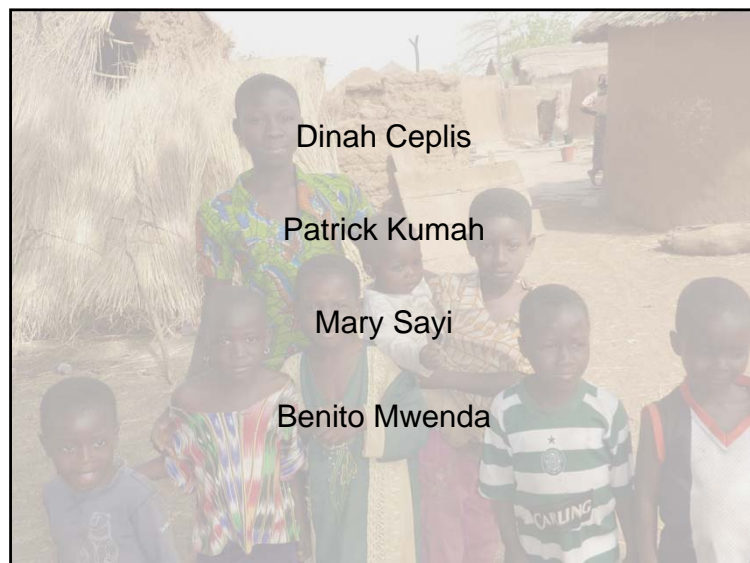 Dinah Ceplis
Patrick Kumah
Mary Sayi
Benito Mwenda
CARLING